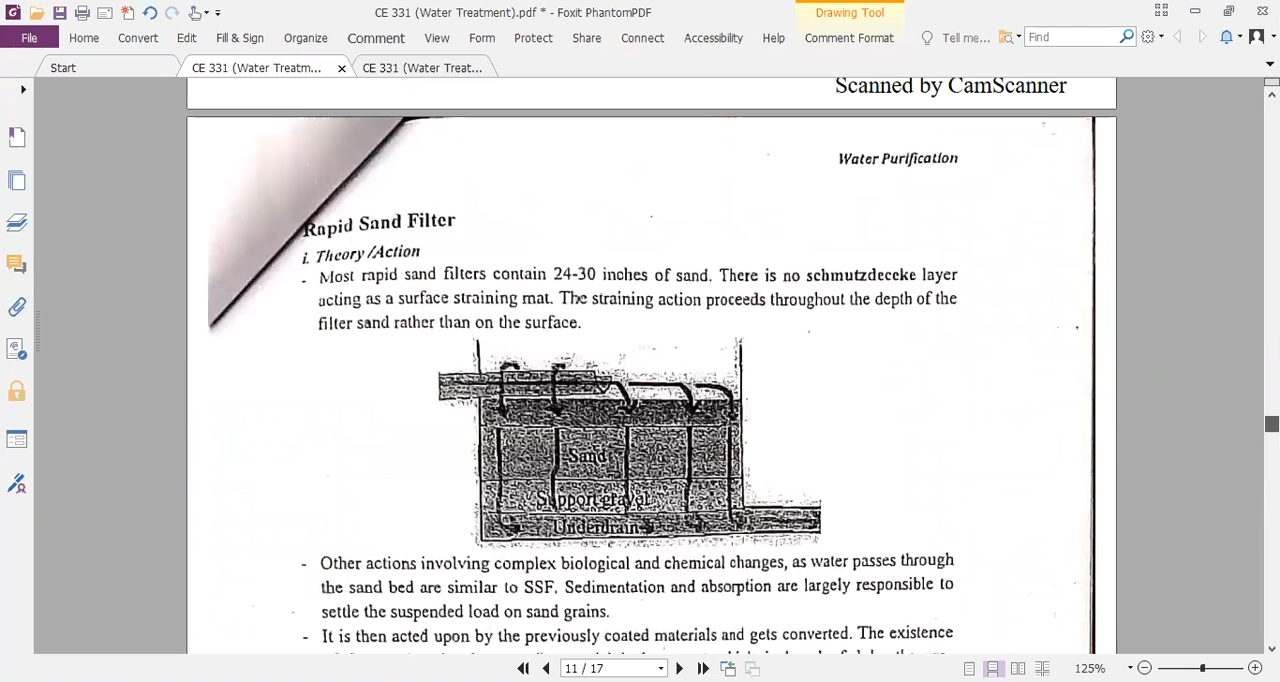 CE 331 (Water Treatment).pdf * - Foxit PhantomPDF
Drawing Tool
File Home Convert Edit Fill & Sign Organize Comment View Form Protect Share Connect Accessibility Help Comment Format Tell me... Find
Start CE 331 (Water Treatm... CE 331 (Water Treat...
Scanned by CamScanner
Water Purification
Rapid Sand Filter
i. Theory /Action
- Most rapid sand filters contain 24-30 inches of sand. There is no schmutzdeceke layer
acting as a surface straining mat. The straining action proceeds throughout the depth of the
filter sand rather than on the surface.
Sand
Support gravel
Underdrain
- Other actions involving complex biological and chemical changes, as water passes through
the sand bed are similar to SSF. Sedimentation and absorption are largely responsible to
settle the suspended load on sand grains.
- It is then acted upon by the previously coated materials and gets converted. The existence
11 / 17
125%